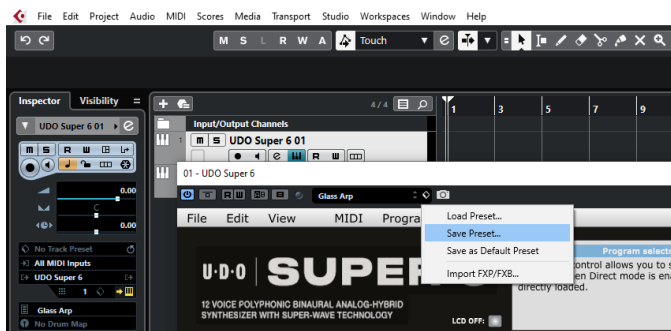 File Edit Project Audio MIDI Scores Media Transport Studio Workspaces Window Help
M S L R W A Touch
Inspector Visibility
4/4 1 3 5 7 9
UDO Super 6 01
Input/Output Channels
M S R W
1 M S UDO Super 6 01
R W
0.00
C
0.00
01 - UDO Super 6
R W Glass Arp
File Edit View MIDI Progra
Load Preset...
Save Preset...
Save as Default Preset
Import FXP/FXB...
No Track Preset
All MIDI Inputs
UDO Super 6
1
Glass Arp
No Drum Map
Program selecto
ontrol allows you to s
en Direct mode is ena
directly loaded.
U·D·O SUPER
12 VOICE POLYPHONIC BINAURAL ANALOG-HYBRID
SYNTHESIZER WITH SUPER-WAVE TECHNOLOGY
LCD OFF: